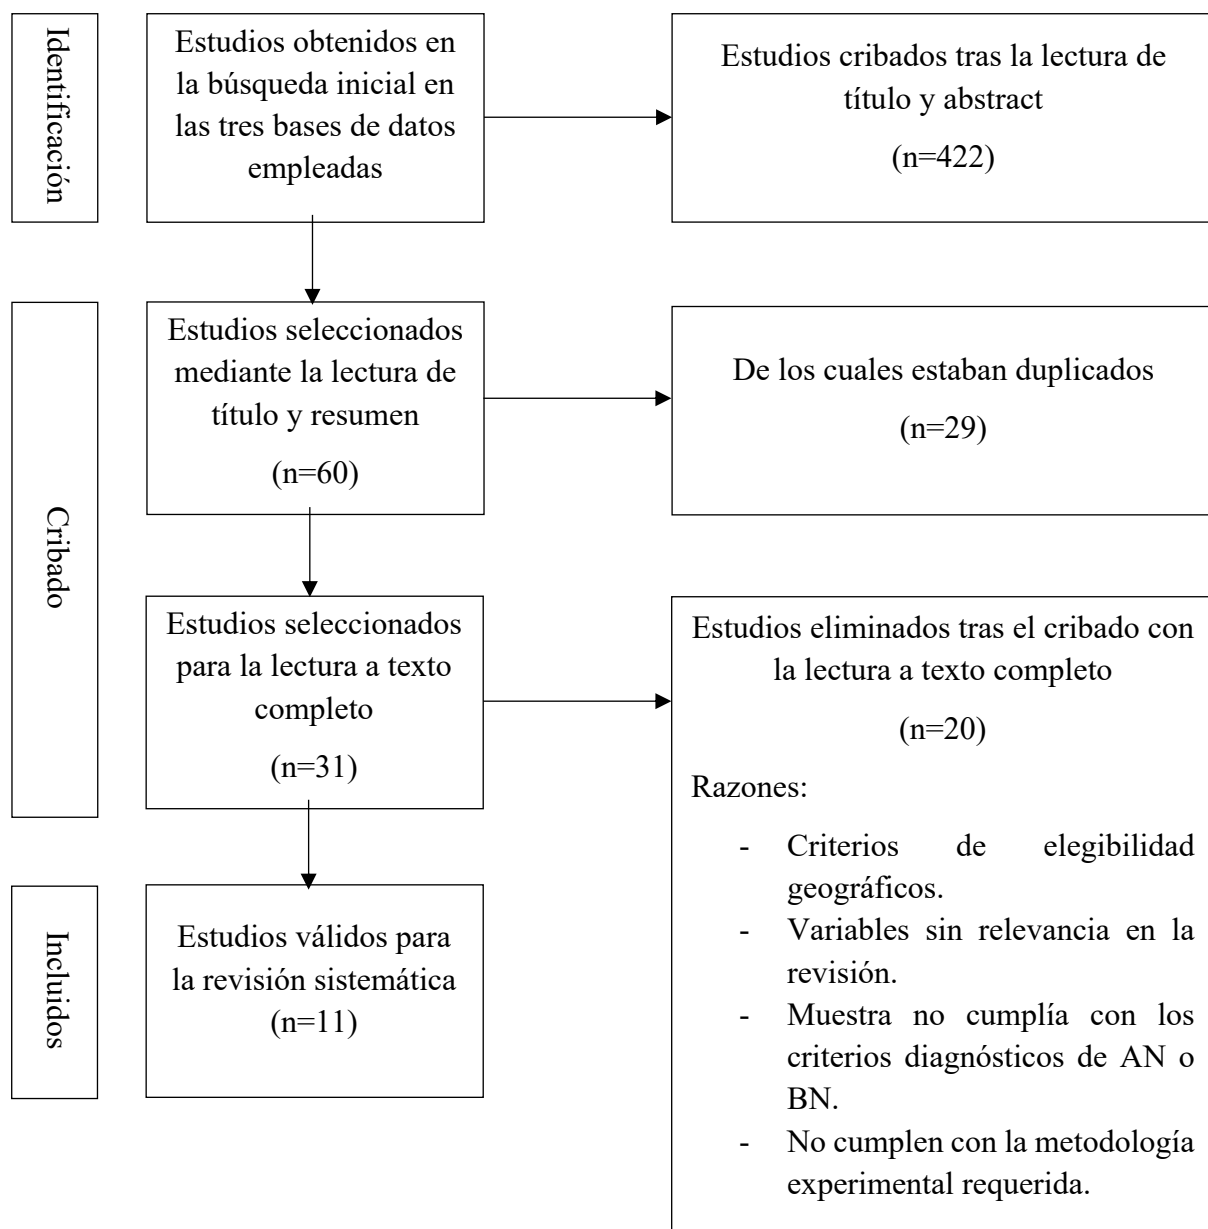 Identificación
Estudios obtenidos en
la búsqueda inicial en
las tres bases de datos
empleadas
Estudios cribados tras la lectura de
título y abstract
(n=422)
Cribado
Estudios seleccionados
mediante la lectura de
título y resumen
(n=60)
De los cuales estaban duplicados
(n=29)
Estudios seleccionados
para la lectura a texto
completo
(n=31)
Estudios eliminados tras el cribado con
la lectura a texto completo
(n=20)
Razones:
- Criterios de elegibilidad
geográficos.
- Variables sin relevancia en la
revisión.
- Muestra no cumplía con los
criterios diagnósticos de AN o
BN.
- No cumplen con la metodología
experimental requerida.
Incluidos
Estudios válidos para
la revisión sistemática
(n=11)